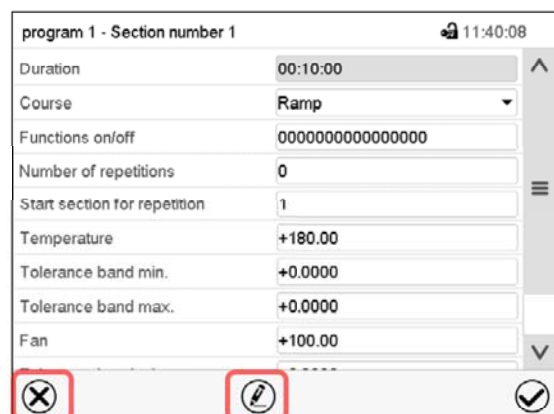 program 1 - Section number 1 11:40:08
Duration 00:10:00
Course Ramp
Functions on/off 0000000000000000
Number of repetitions 0
Start section for repetition 1
Temperature +180.00
Tolerance band min. +0.0000
Tolerance band max. +0.0000
Fan +100.00